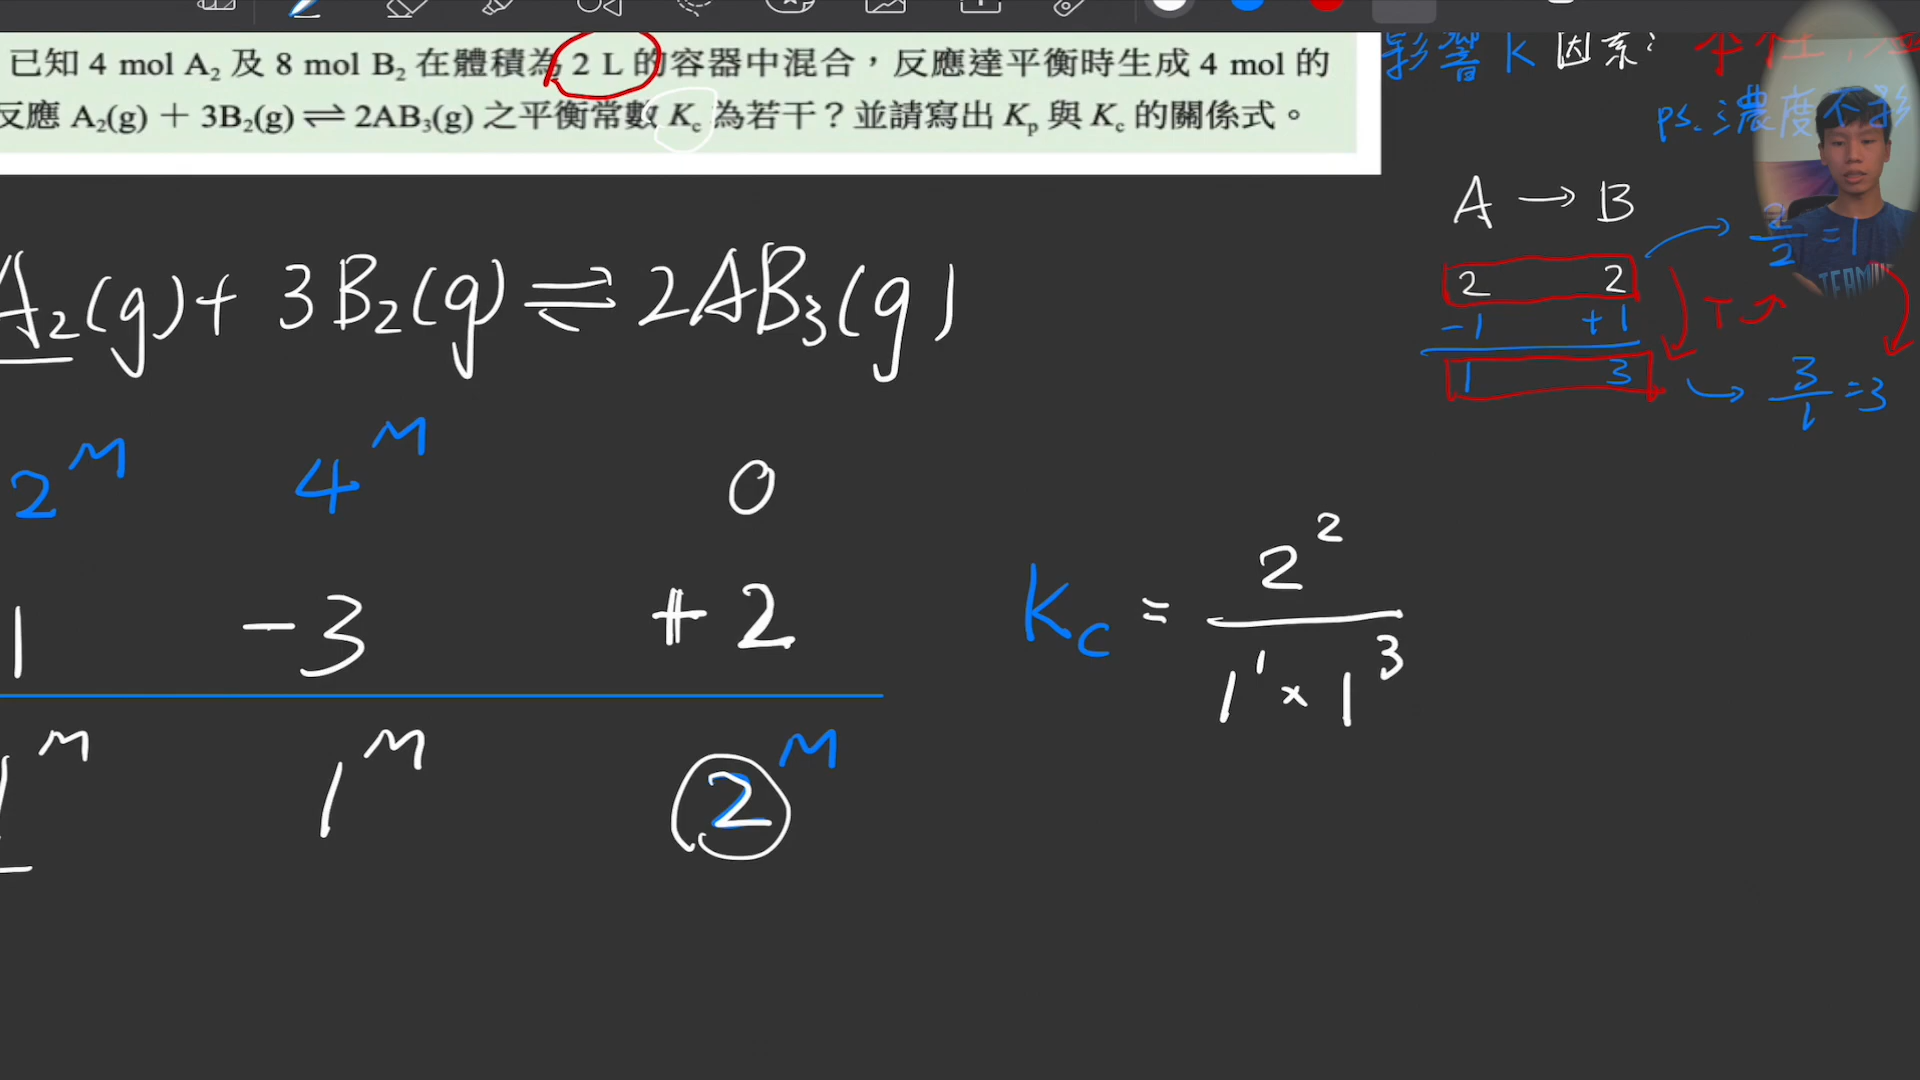 已知 4 mol A₂ 及 8 mol B₂ 在體積為 2 L 的容器中混合，反應達平衡時生成 4 mol 的
反應 A₂(g) + 3B₂(g) ⇌ 2AB₃(g) 之平衡常數 Kc 為若干？並請寫出 Kp 與 Kc 的關係式。
影響 K 因素：本性，
ps. 濃度不影
A → B
2 2 → 2/2 = 1
-1 +1 T↗
1 3 → 3/1 = 3
A₂(g) + 3B₂(g) ⇌ 2AB₃(g)
2M 4M 0
1 -3 +2
1M 1M 2M
Kc = 2² / 1¹ × 1³